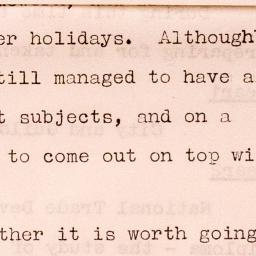 er holidays.  Although
till managed to have a
t subjects, and on a
to come out on top wi
ther it is worth going